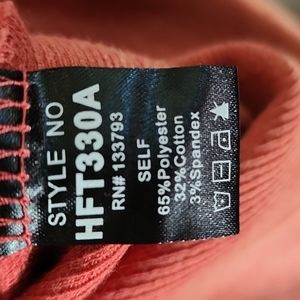 STYLE NO
HFT330A
RN# 133793
SELF
65%Polyester
32%Cotton
3%Spandex